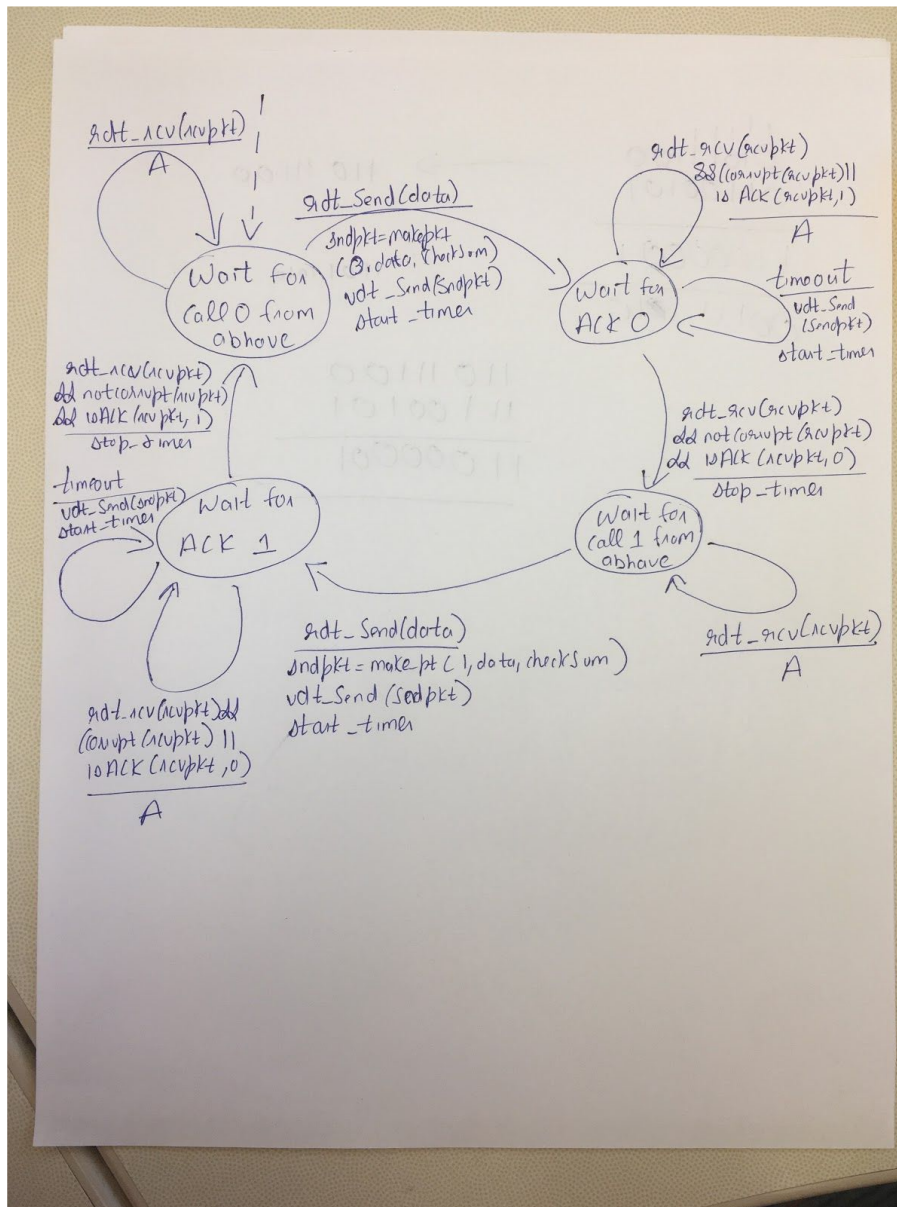 rdt_rcv(rcvpkt)
Λ
Wait for
call 0 from
abhove
rdt_Send(data)
sndpkt=makepkt
(0,data,checksum)
udt_Send(sndpkt)
start_timer
Wait for
ACK 0
rdt_rcv(rcvpkt)
&&(corrupt(rcvpkt)||
isACK(rcvpkt,1)
Λ
timeout
udt_Send
(sendpkt)
start_timer
rdt_rcv(rcvpkt)
&& notcorrupt(rcvpkt)
&& isACK(rcvpkt,0)
stop_timer
Wait for
call 1 from
abhave
rdt_rcv(rcvpkt)
Λ
rdt_Send(data)
sndpkt=makept(1,data,checksum)
udt_Send(sndpkt)
start_timer
Wait for
ACK 1
rdt_rcv(rcvpkt)&&
(corrupt(rcvpkt)||
isACK(rcvpkt,0)
Λ
timeout
udt_Send(sndpkt)
start_timer
rdt_rcv(rcvpkt)
&& notcorrupt(rcvpkt)
&& isACK(rcvpkt,1)
stop_timer